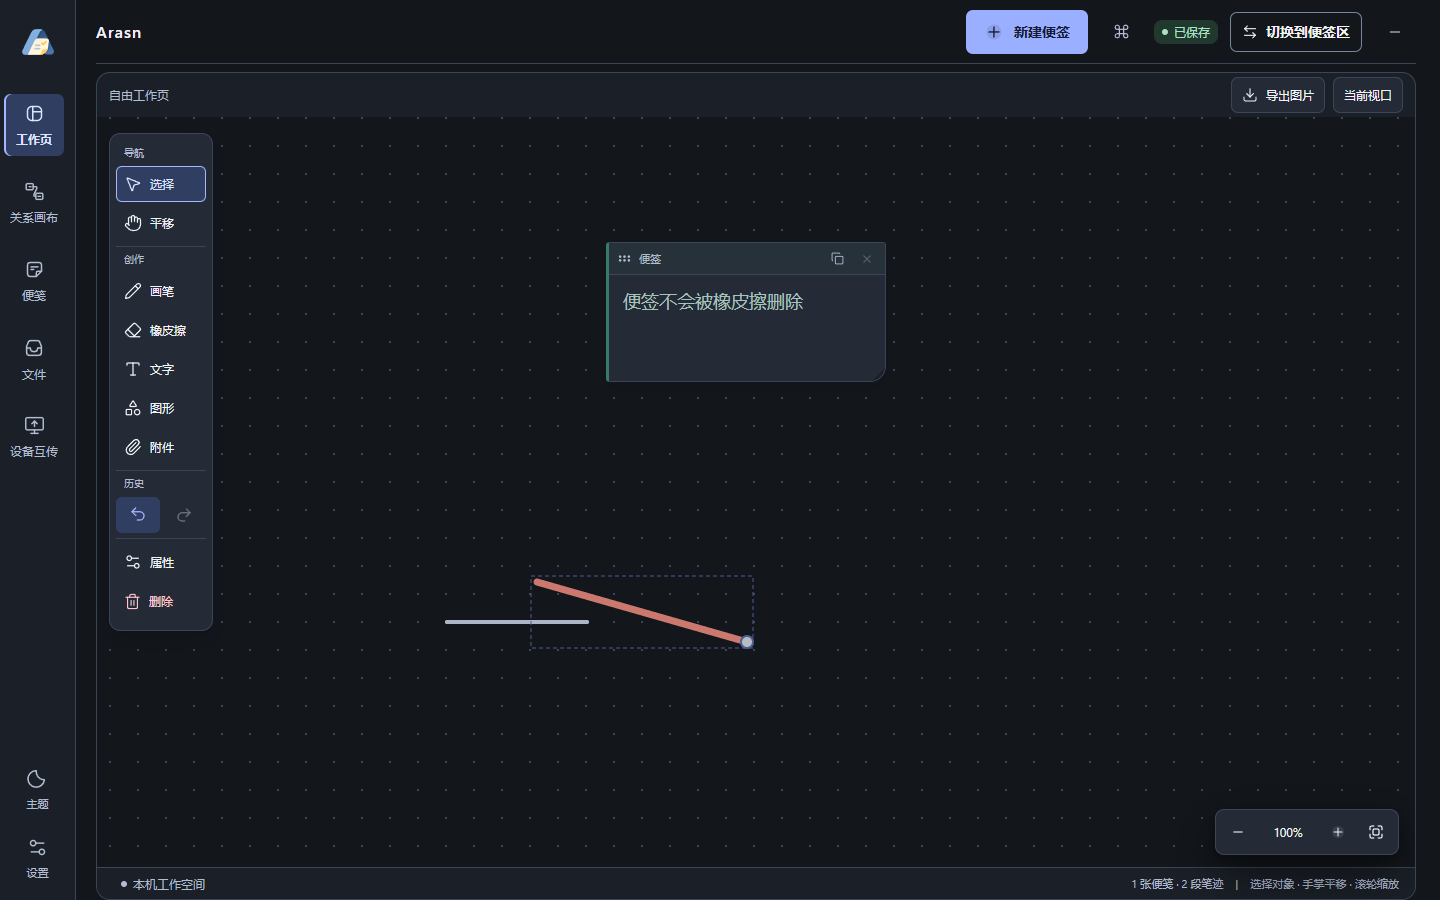 Arasn
新建便签
已保存
切换到便签区
工作页
关系画布
便笺
文件
设备互传
主题
设置
自由工作页
导出图片
当前视口
导航
选择
平移
创作
画笔
橡皮擦
文字
图形
附件
历史
属性
删除
便签
便签不会被橡皮擦删除
100%
本机工作空间
1 张便笺 · 2 段笔迹 | 选择对象 · 手掌平移 · 滚轮缩放